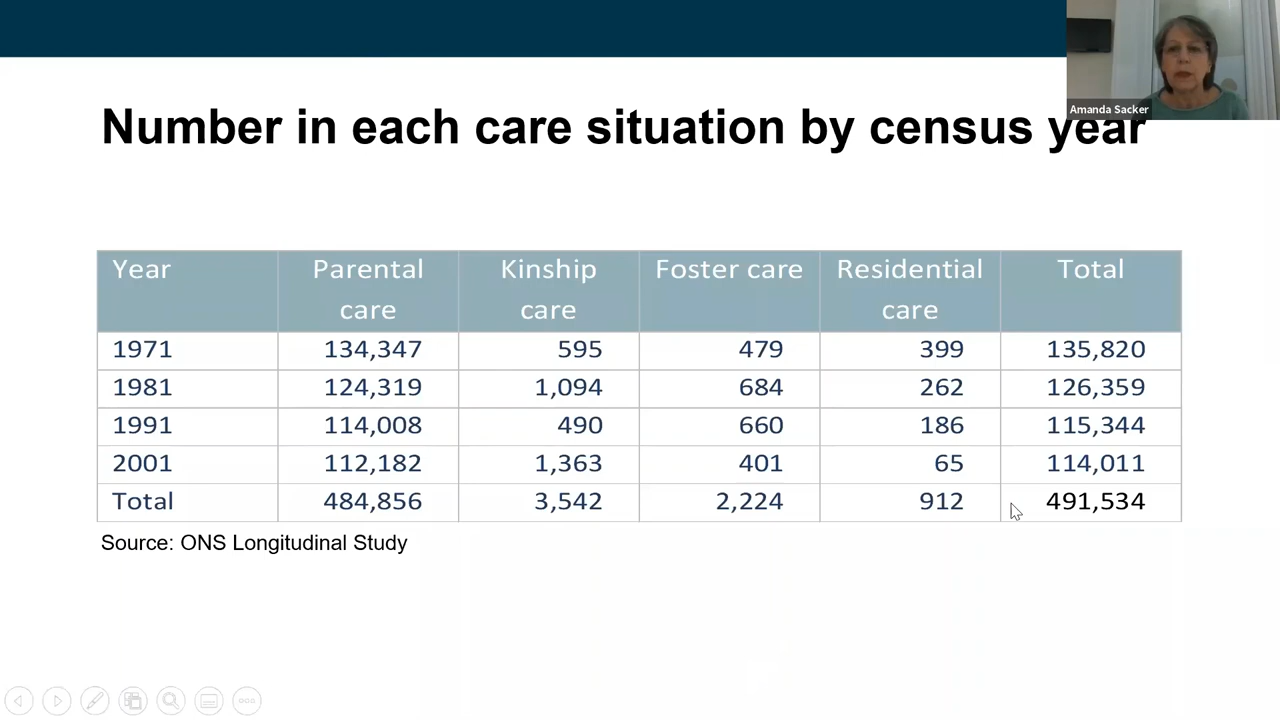 Amanda Sacker
Number in each care situation by census year
Year Parental care Kinship care Foster care Residential care Total
1971 134,347 595 479 399 135,820
1981 124,319 1,094 684 262 126,359
1991 114,008 490 660 186 115,344
2001 112,182 1,363 401 65 114,011
Total 484,856 3,542 2,224 912 491,534
Source: ONS Longitudinal Study